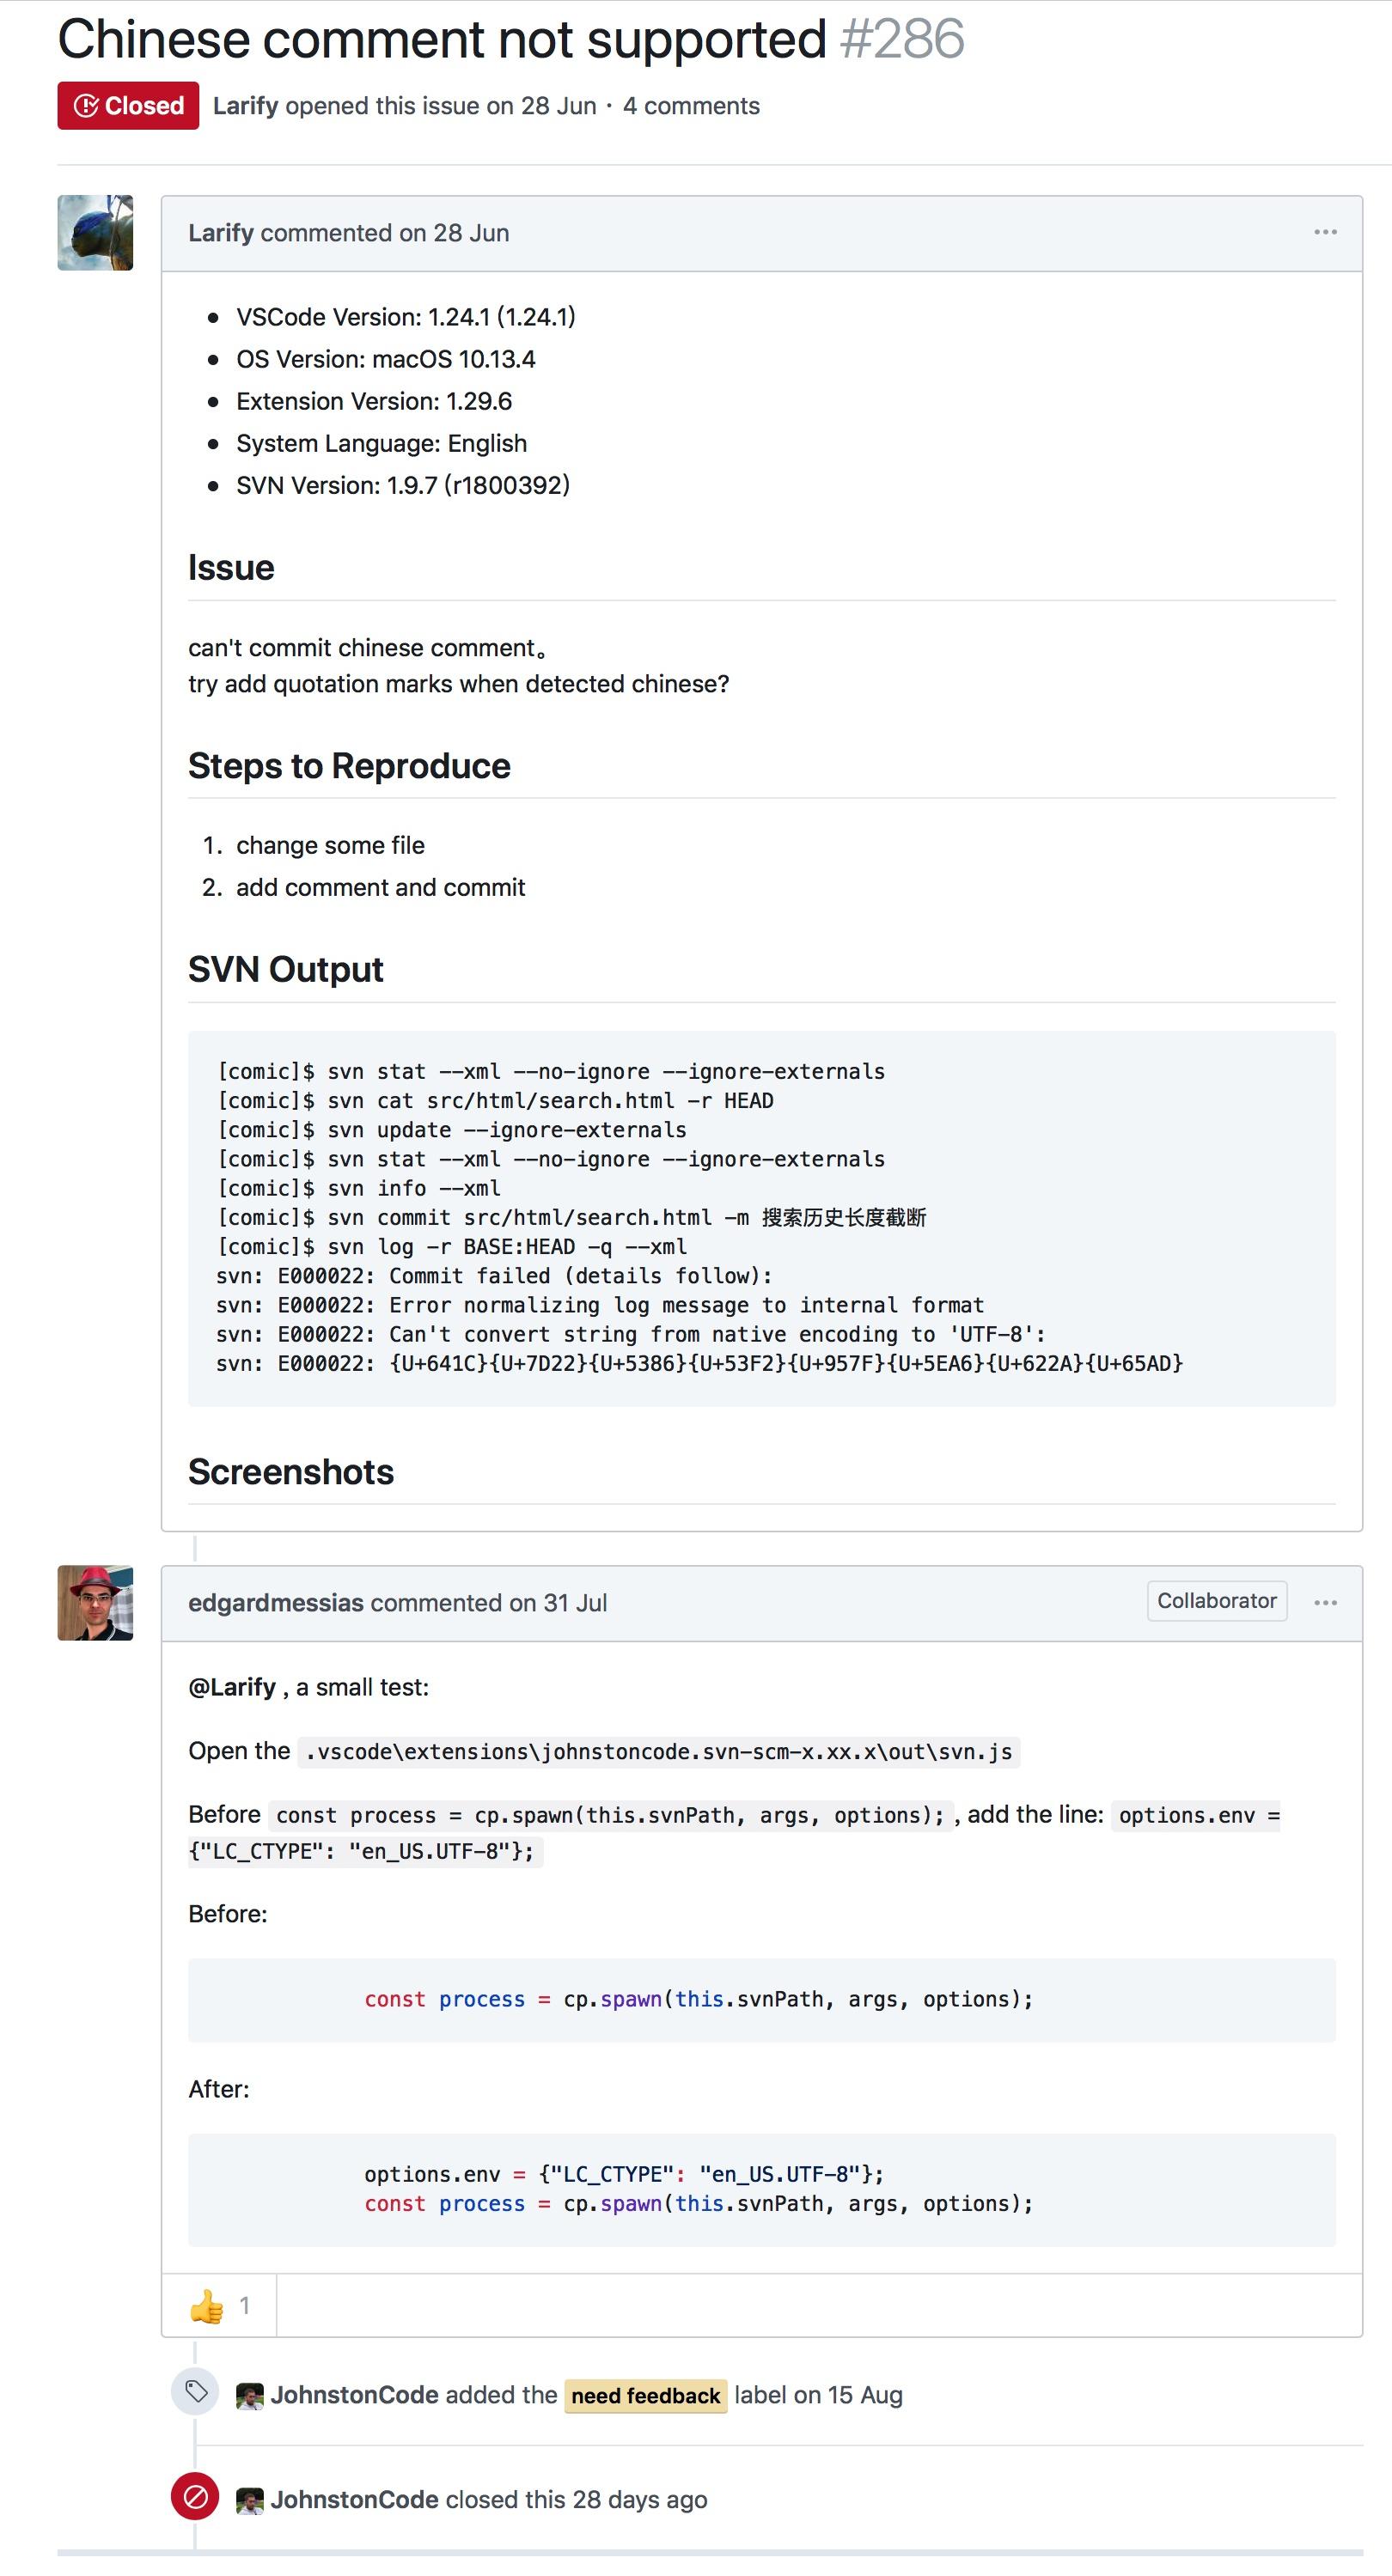 Chinese comment not supported #286
Closed Larify opened this issue on 28 Jun · 4 comments
Larify commented on 28 Jun
VSCode Version: 1.24.1 (1.24.1)
OS Version: macOS 10.13.4
Extension Version: 1.29.6
System Language: English
SVN Version: 1.9.7 (r1800392)
Issue
can't commit chinese comment。
try add quotation marks when detected chinese?
Steps to Reproduce
1. change some file
2. add comment and commit
SVN Output
[comic]$ svn stat --xml --no-ignore --ignore-externals
[comic]$ svn cat src/html/search.html -r HEAD
[comic]$ svn update --ignore-externals
[comic]$ svn stat --xml --no-ignore --ignore-externals
[comic]$ svn info --xml
[comic]$ svn commit src/html/search.html -m 搜索历史长度截断
[comic]$ svn log -r BASE:HEAD -q --xml
svn: E000022: Commit failed (details follow):
svn: E000022: Error normalizing log message to internal format
svn: E000022: Can't convert string from native encoding to 'UTF-8':
svn: E000022: {U+641C}{U+7D22}{U+5386}{U+53F2}{U+957F}{U+5EA6}{U+622A}{U+65AD}
Screenshots
edgardmessias commented on 31 Jul Collaborator
@Larify , a small test:
Open the .vscode\extensions\johnstoncode.svn-scm-x.xx.x\out\svn.js
Before const process = cp.spawn(this.svnPath, args, options); , add the line: options.env =
{"LC_CTYPE": "en_US.UTF-8"};
Before:
const process = cp.spawn(this.svnPath, args, options);
After:
options.env = {"LC_CTYPE": "en_US.UTF-8"};
const process = cp.spawn(this.svnPath, args, options);
1
JohnstonCode added the need feedback label on 15 Aug
JohnstonCode closed this 28 days ago